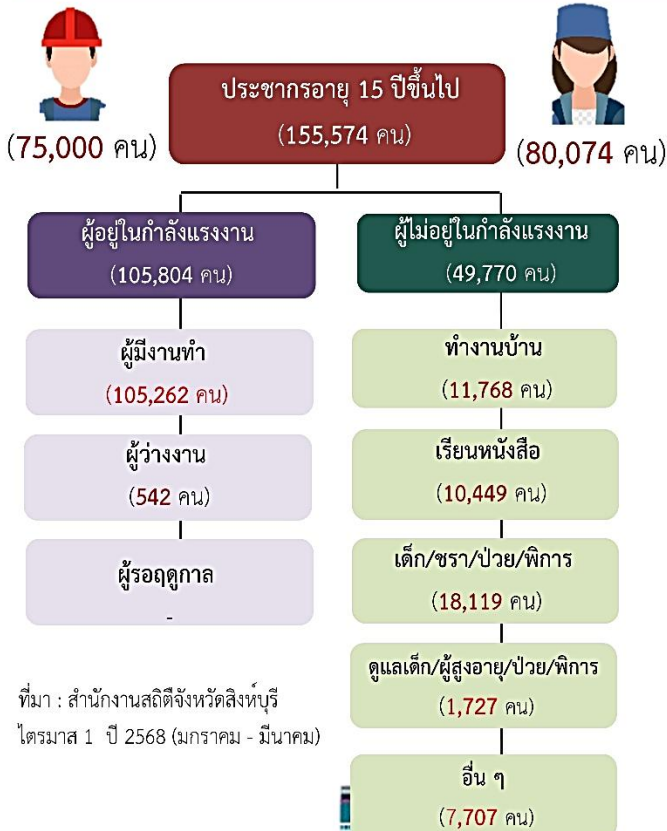 (75,000 คน)
ประชากรอายุ 15 ปีขึ้นไป
(155,574 คน)
(80,074 คน)
ผู้อยู่ในกำลังแรงงาน
(105,804 คน)
ผู้ไม่อยู่ในกำลังแรงงาน
(49,770 คน)
ผู้มีงานทำ
(105,262 คน)
ผู้ว่างงาน
(542 คน)
ผู้รอฤดูกาล
-
ทำงานบ้าน
(11,768 คน)
เรียนหนังสือ
(10,449 คน)
เด็ก/ชรา/ป่วย/พิการ
(18,119 คน)
ดูแลเด็ก/ผู้สูงอายุ/ป่วย/พิการ
(1,727 คน)
อื่น ๆ
(7,707 คน)
ที่มา : สำนักงานสถิติจังหวัดสิงห์บุรี
ไตรมาส 1 ปี 2568 (มกราคม - มีนาคม)